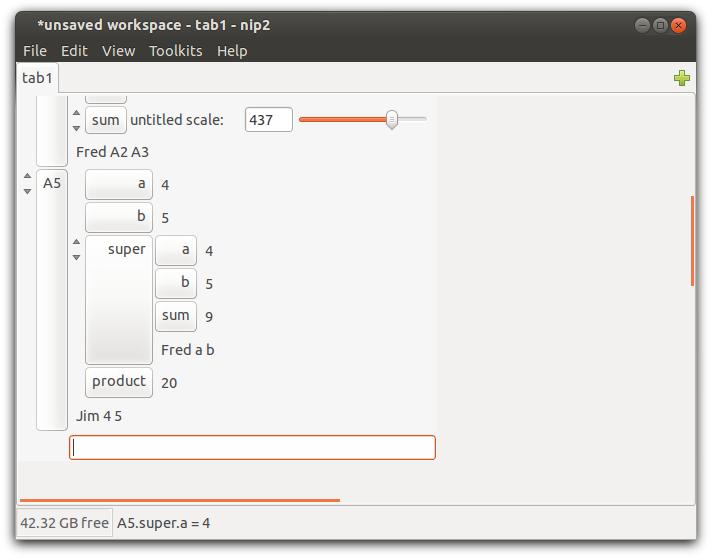 *unsaved workspace - tab1 - nip2
File Edit View Toolkits Help
tab1
sum untitled scale: 437
Fred A2 A3
A5 a 4
b 5
super a 4
b 5
sum 9
Fred a b
product 20
Jim 4 5
42.32 GB free A5.super.a = 4